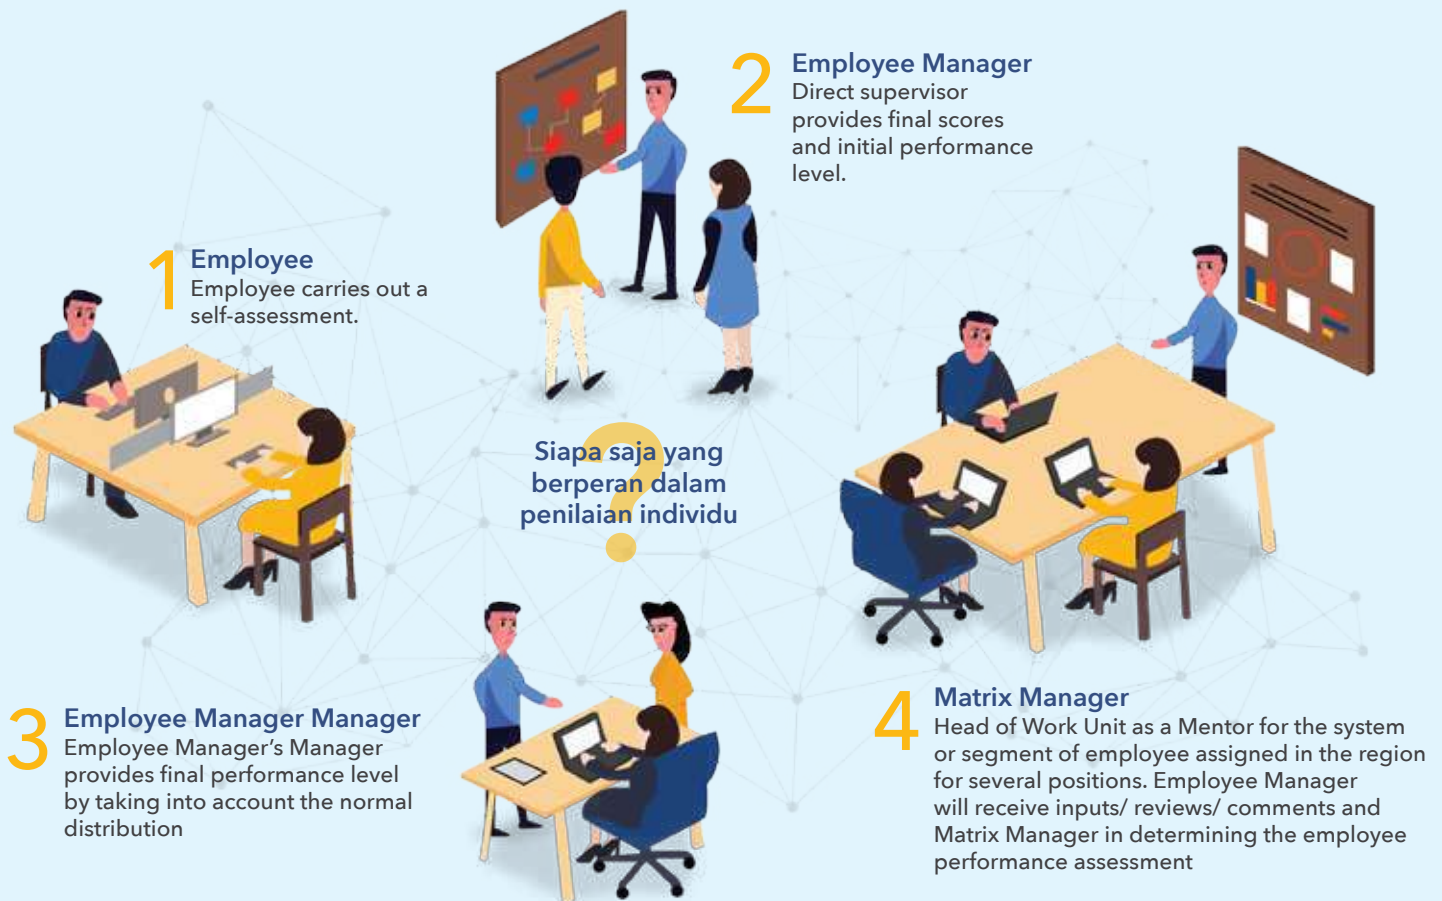 1
Employee
Employee carries out a
self-assessment.
2
Employee Manager
Direct supervisor
provides final scores
and initial performance
level.
?
Siapa saja yang
berperan dalam
penilaian individu
3
Employee Manager Manager
Employee Manager's Manager
provides final performance level
by taking into account the normal
distribution
4
Matrix Manager
Head of Work Unit as a Mentor for the system
or segment of employee assigned in the region
for several positions. Employee Manager
will receive inputs/ reviews/ comments and
Matrix Manager in determining the employee
performance assessment